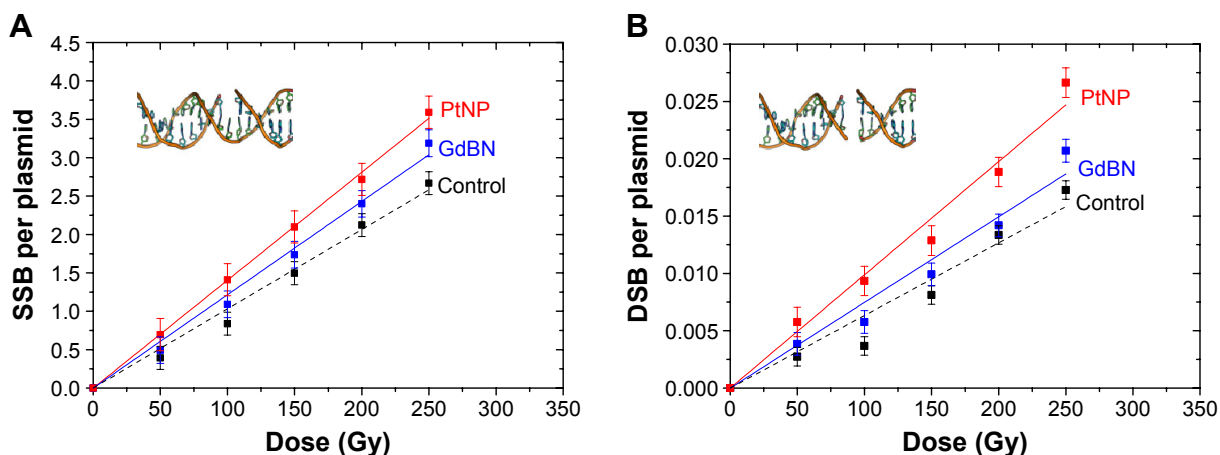 A
SSB per plasmid
4.5
4.0
3.5
3.0
2.5
2.0
1.5
1.0
0.5
0.0
PtNP
GdBN
Control
0 50 100 150 200 250 300 350
Dose (Gy)
B
DSB per plasmid
0.030
0.025
0.020
0.015
0.010
0.005
0.000
PtNP
GdBN
Control
0 50 100 150 200 250 300 350
Dose (Gy)